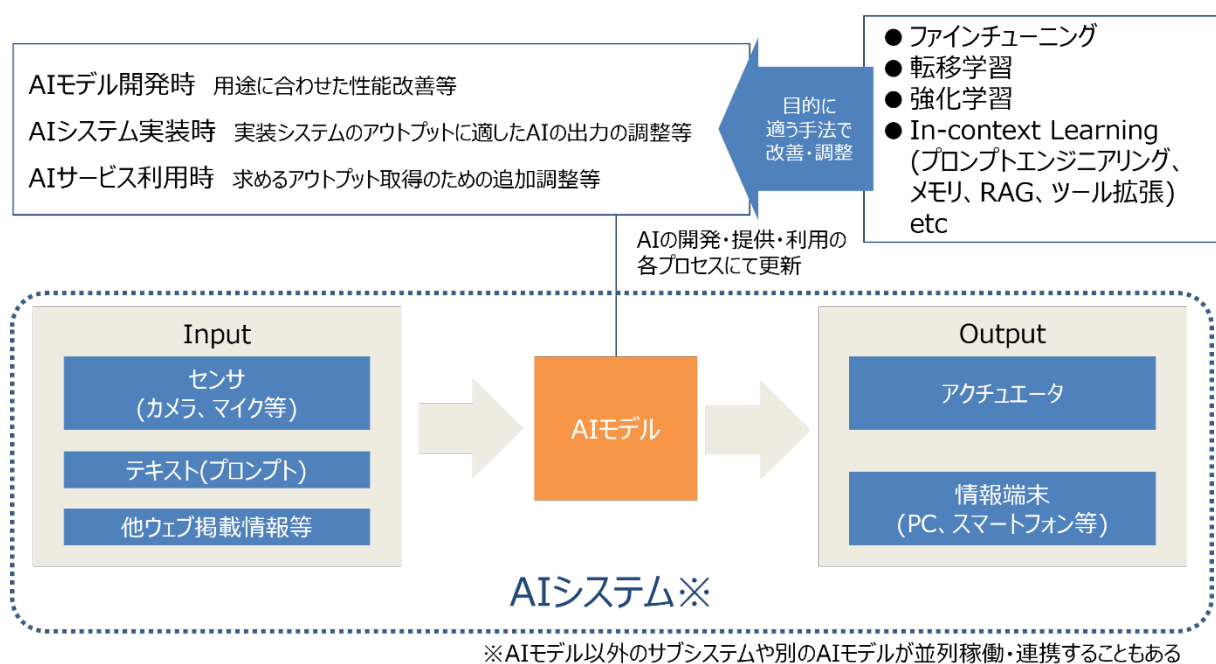 AIモデル開発時 用途に合わせた性能改善等
AIシステム実装時 実装システムのアウトプットに適したAIの出力の調整等
AIサービス利用時 求めるアウトプット取得のための追加調整等
目的に
適う手法で
改善・調整
● ファインチューニング
● 転移学習
● 強化学習
● In-context Learning
(プロンプトエンジニアリング、
メモリ、RAG、ツール拡張)
etc
AIの開発・提供・利用の
各プロセスにて更新
Input
センサ
(カメラ、マイク等)
テキスト(プロンプト)
他ウェブ掲載情報等
AIモデル
Output
アクチュエータ
情報端末
(PC、スマートフォン等)
AIシステム※
※AIモデル以外のサブシステムや別のAIモデルが並列稼働・連携することもある